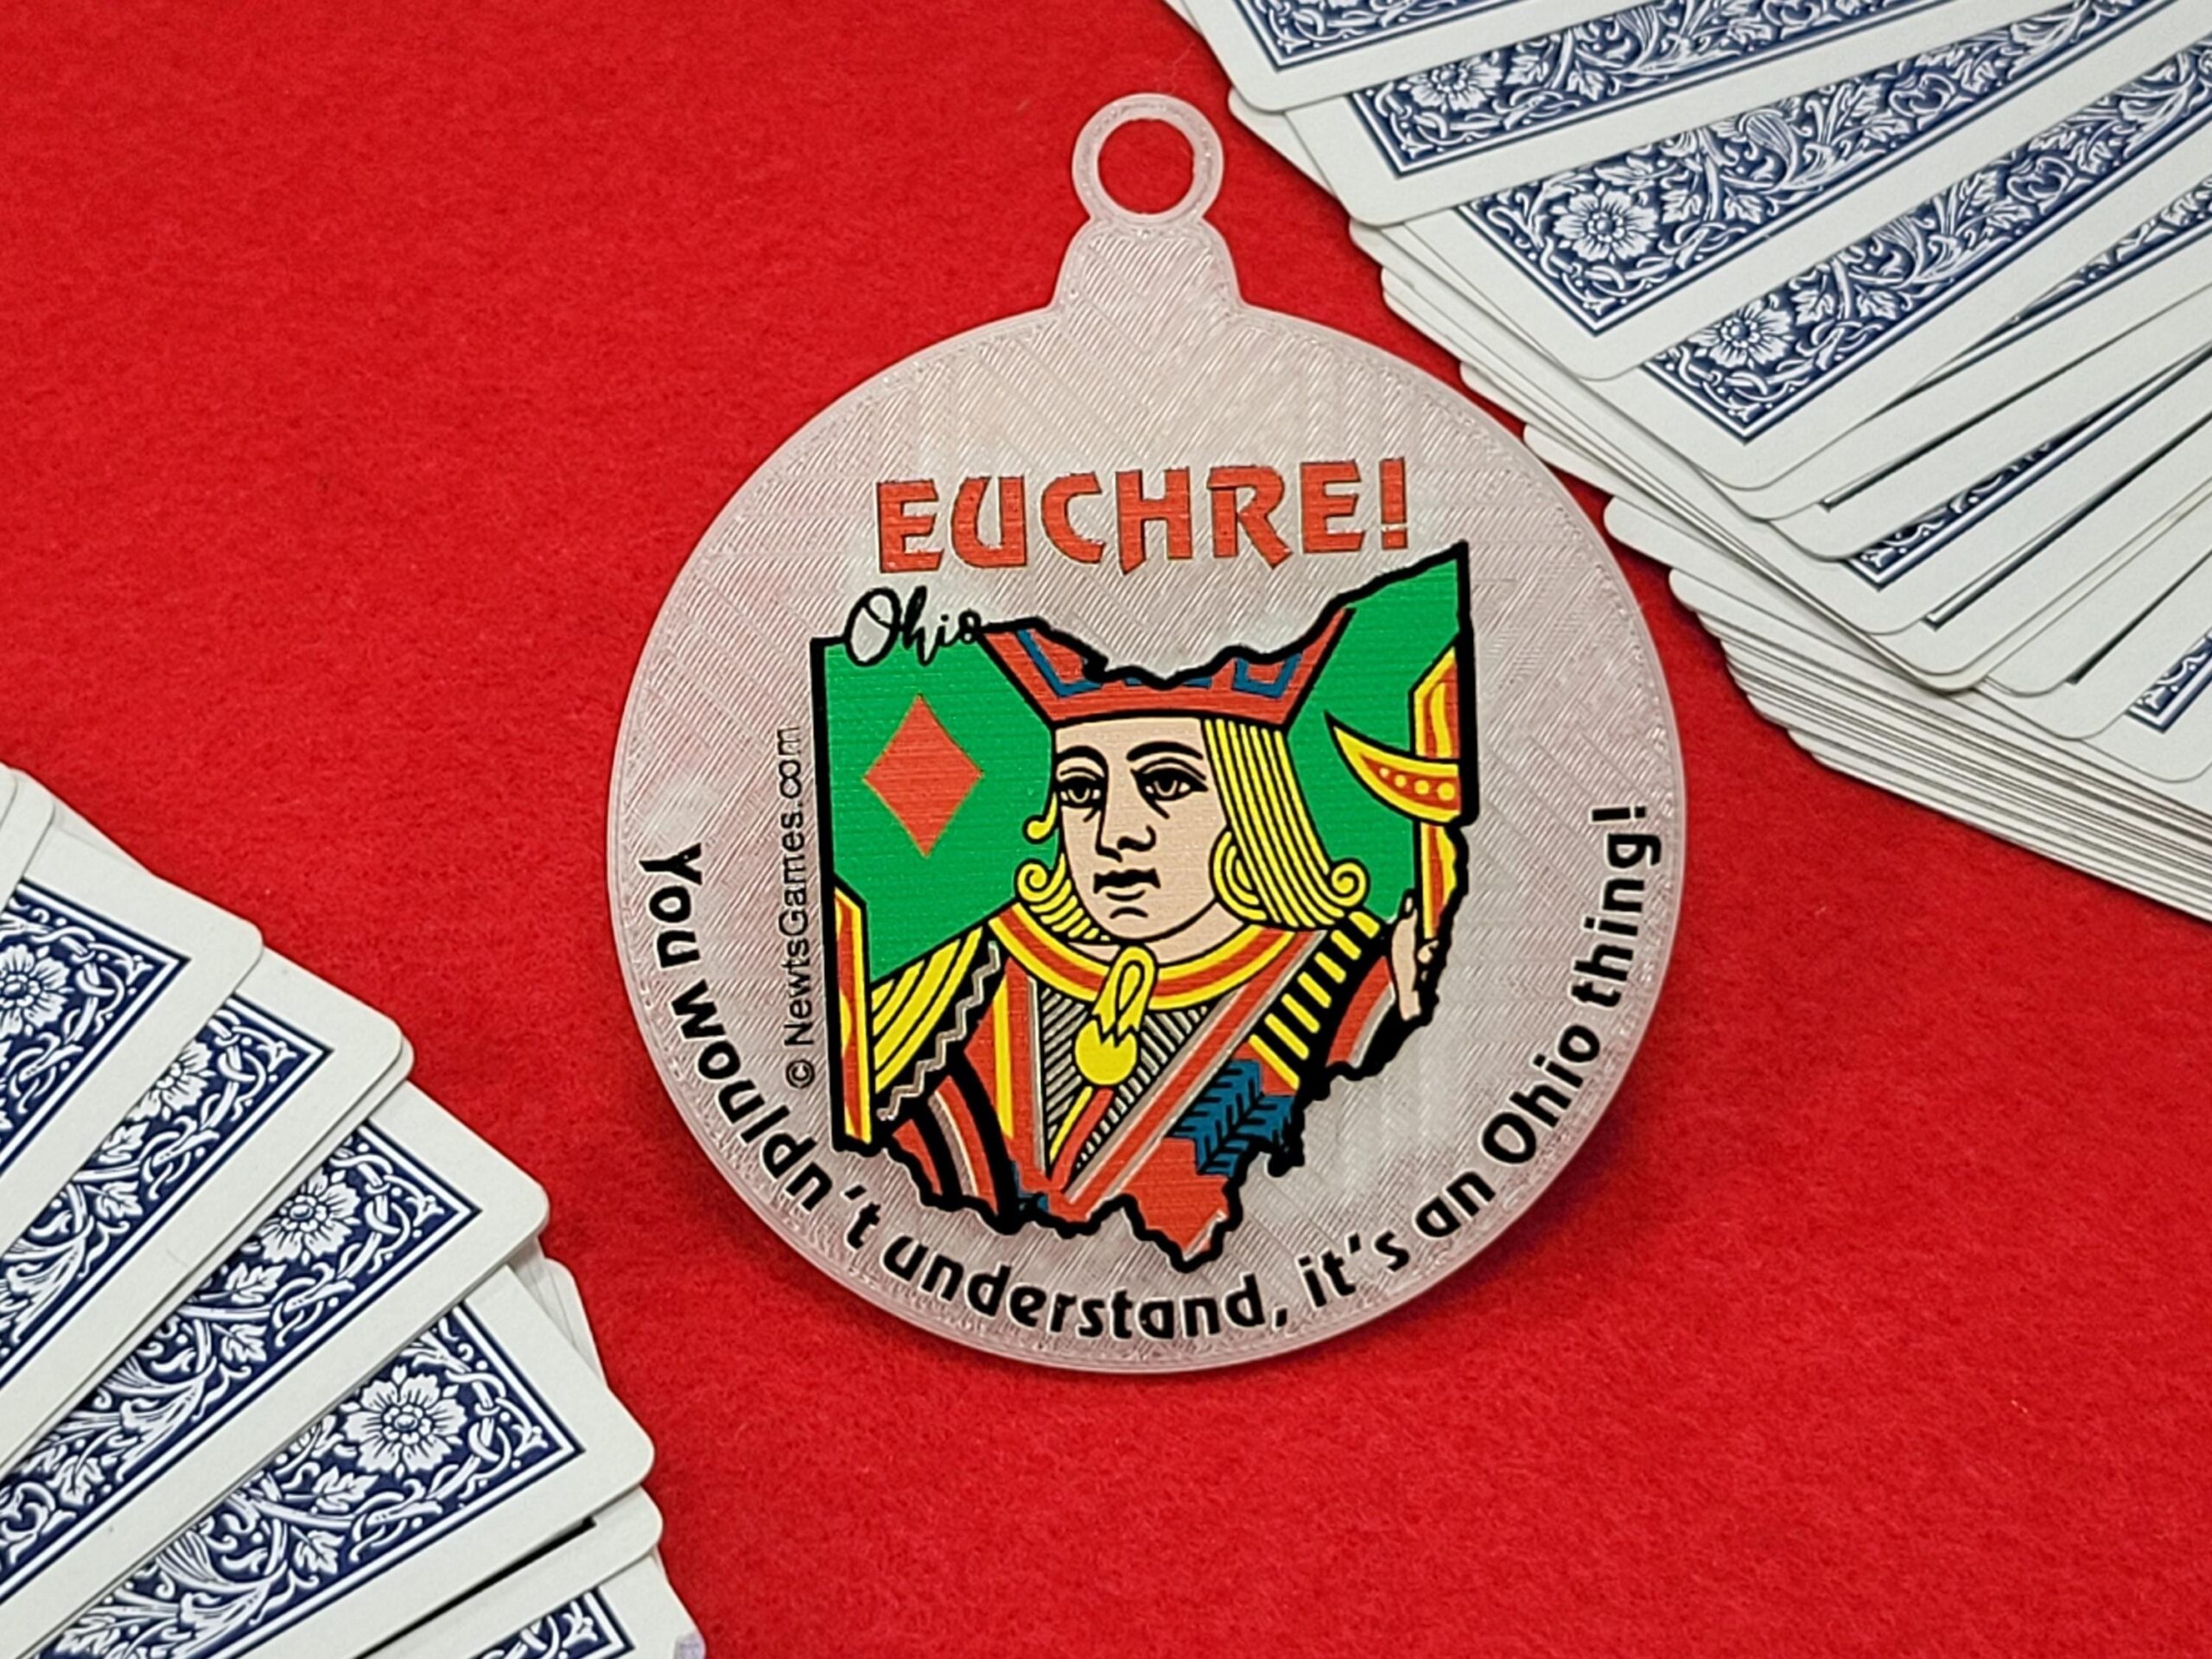 EUCHRE!
Ohio
© NewtsGames.com
You wouldn't understand, it's an Ohio thing!